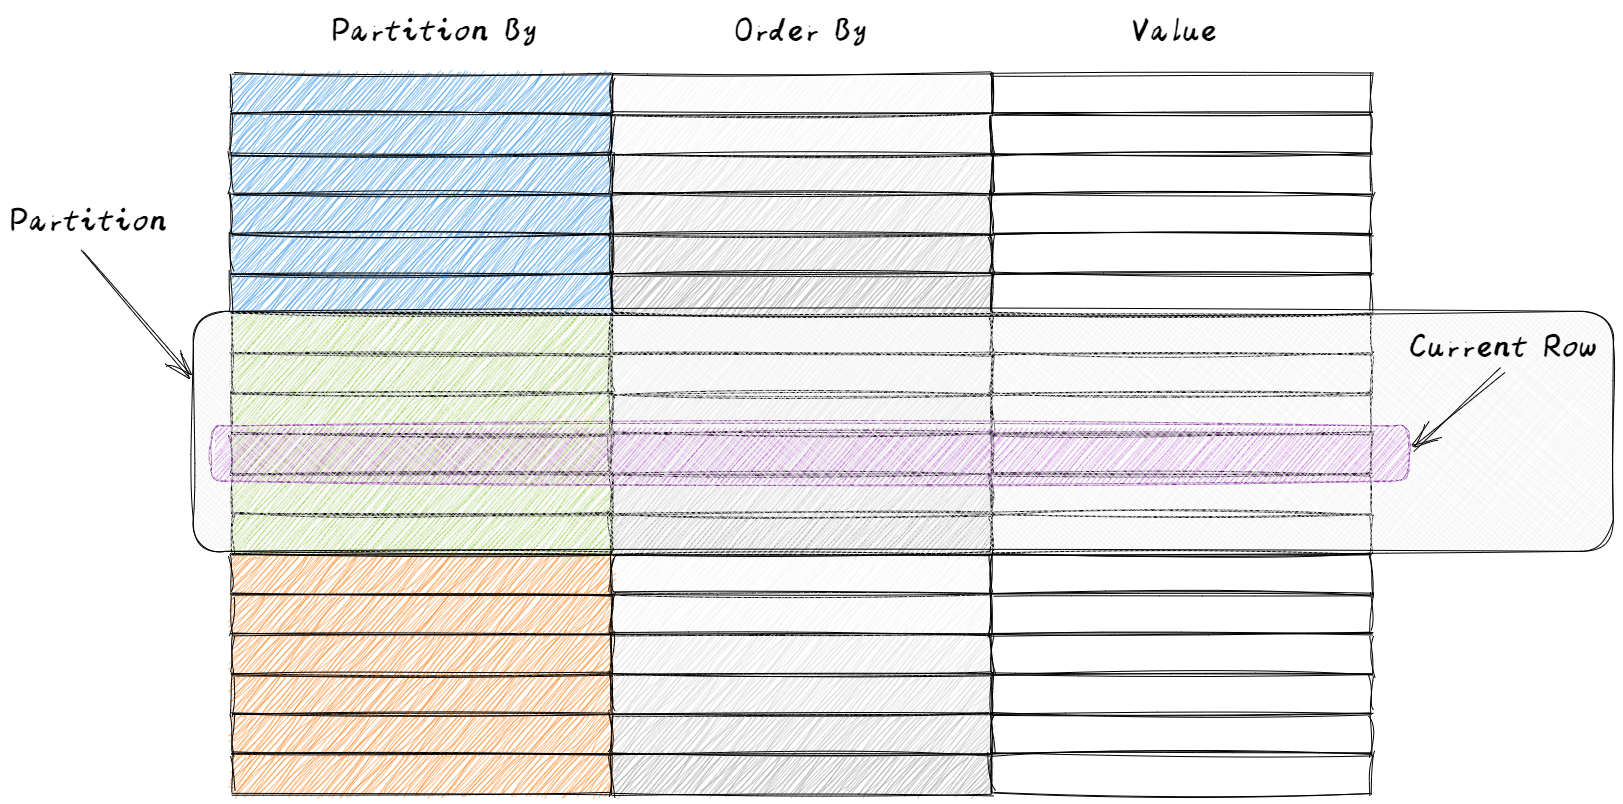 Partition By
Order By
Value
Partition
Current Row